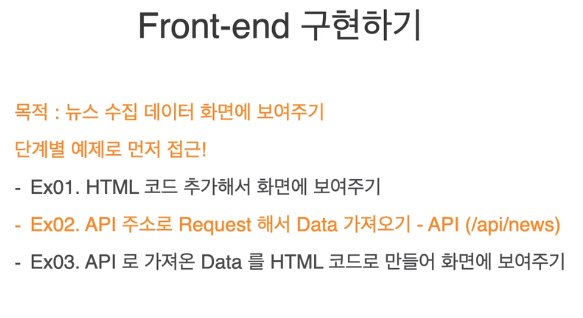 Front-end 구현하기
목적 : 뉴스 수집 데이터 화면에 보여주기
단계별 예제로 먼저 접근!
- Ex01. HTML 코드 추가해서 화면에 보여주기
- Ex02. API 주소로 Request 해서 Data 가져오기 - API (/api/news)
- Ex03. API 로 가져온 Data 를 HTML 코드로 만들어 화면에 보여주기